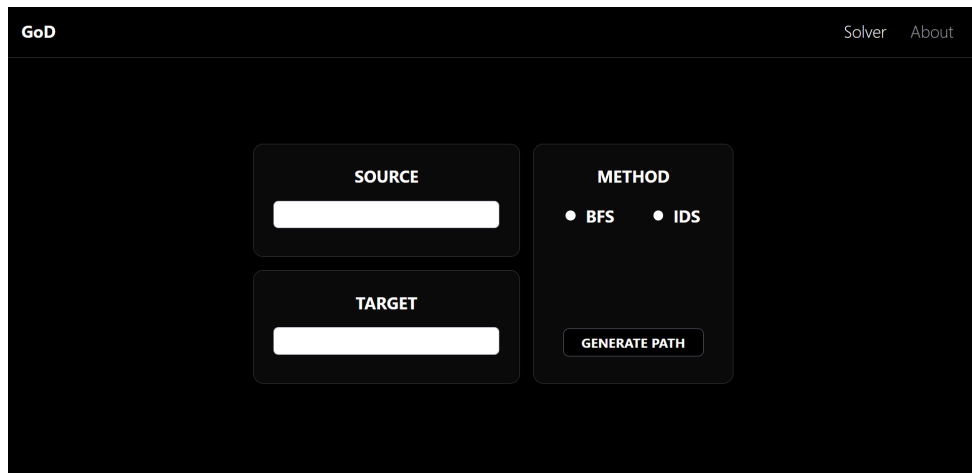 GoD
Solver About
SOURCE
TARGET
METHOD
BFS IDS
GENERATE PATH